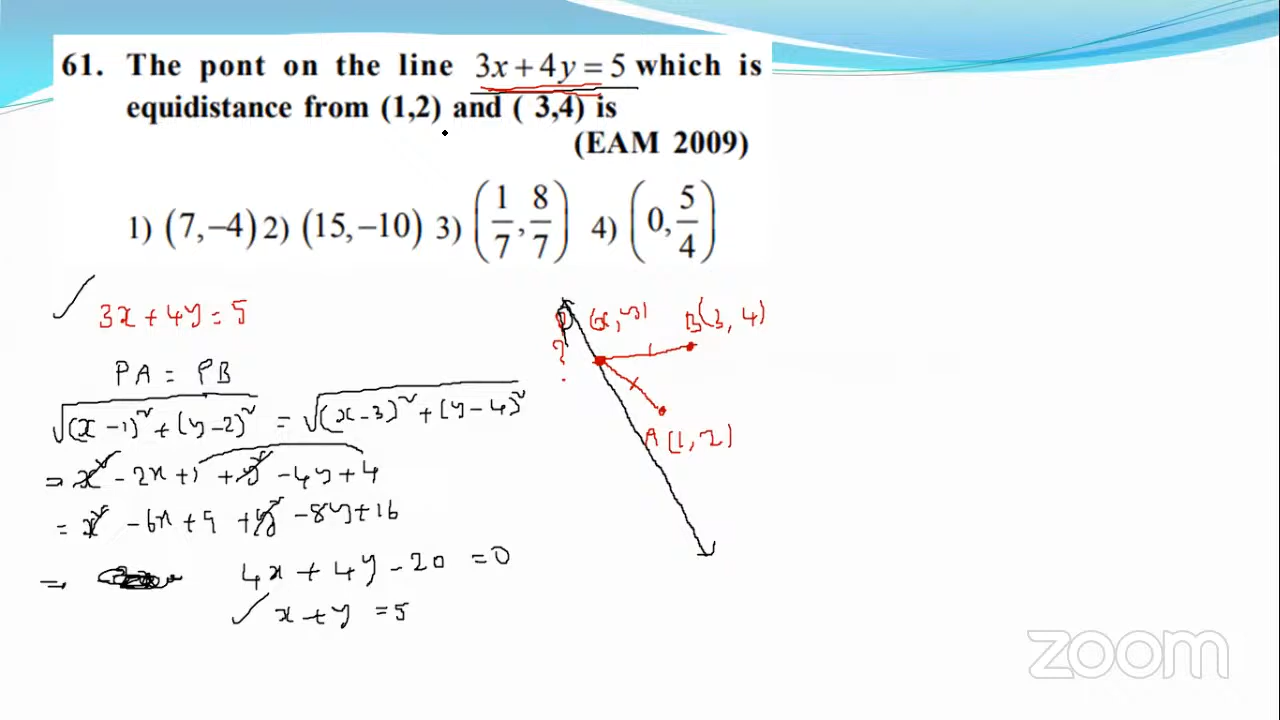 61. The pont on the line 3x + 4y = 5 which is
equidistance from (1,2) and ( 3,4) is
(EAM 2009)
1) (7,−4) 2) (15,−10) 3) (1/7, 8/7) 4) (0, 5/4)
3x + 4y = 5
P (x, y) B(3, 4)
?
PA = PB
√(x − 1)² + (y − 2)² = √(x − 3)² + (y − 4)²
A (1, 2)
⇒ x² − 2x + 1 + y² − 4y + 4
= x² − 6x + 9 + y² − 8y + 16
⇒ 4x + 4y − 20 = 0
x + y = 5
zoom